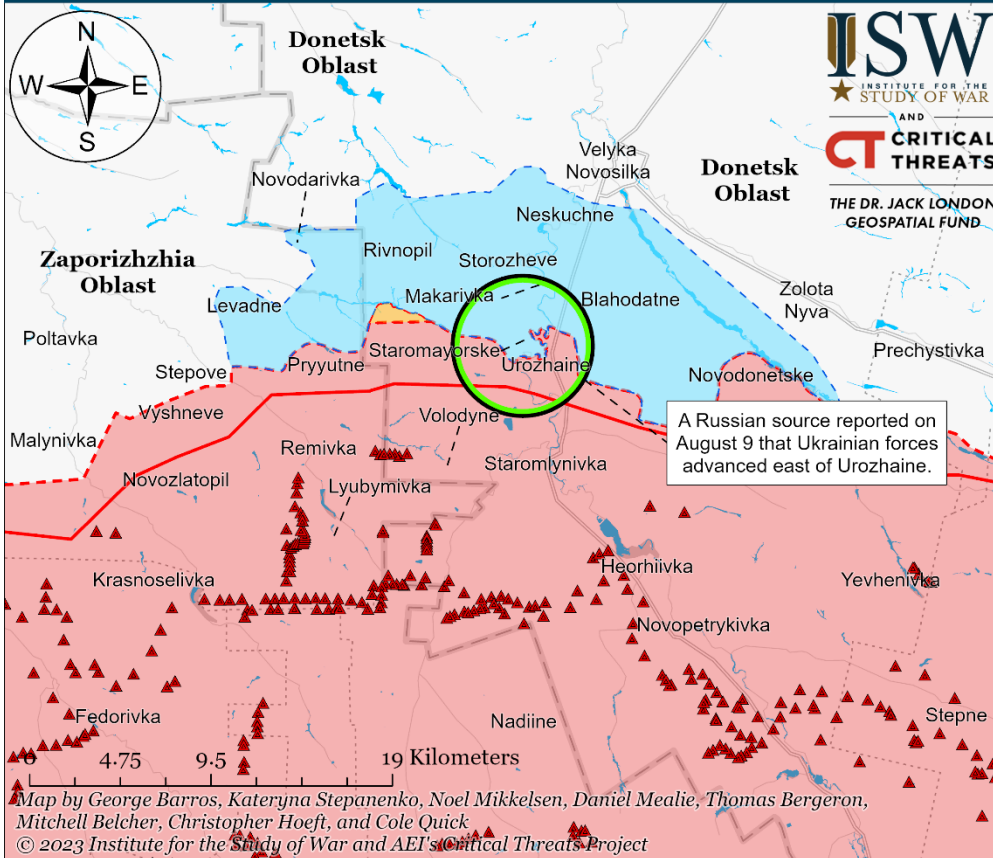 N
W
E
S
Donetsk
Oblast
ISW
INSTITUTE FOR THE
STUDY OF WAR
AND
CT CRITICAL
THREATS
THE DR. JACK LONDON
GEOSPATIAL FUND
Velyka
Novosilka
Donetsk
Oblast
Novodarivka
Neskuchne
Rivnopil
Zaporizhzhia
Oblast
Storozheve
Makarivka
Blahodatne
Zolota
Nyva
Levadne
Poltavka
Staromayorske
Prechystivka
Pryyutne
Urozhaine
Stepove
Novodonetske
Vyshneve
Volodyne
A Russian source reported on
August 9 that Ukrainian forces
advanced east of Urozhaine.
Malynivka
Remivka
Staromlynivka
Novozlatopil
Lyubymivka
Heorhiivka
Krasnoselivka
Yevhenivka
Novopetrykivka
Fedorivka
Nadiine
Stepne
0 4.75 9.5 19 Kilometers
Map by George Barros, Kateryna Stepanenko, Noel Mikkelsen, Daniel Mealie, Thomas Bergeron,
Mitchell Belcher, Christopher Hoeft, and Cole Quick
© 2023 Institute for the Study of War and AEI's Critical Threats Project